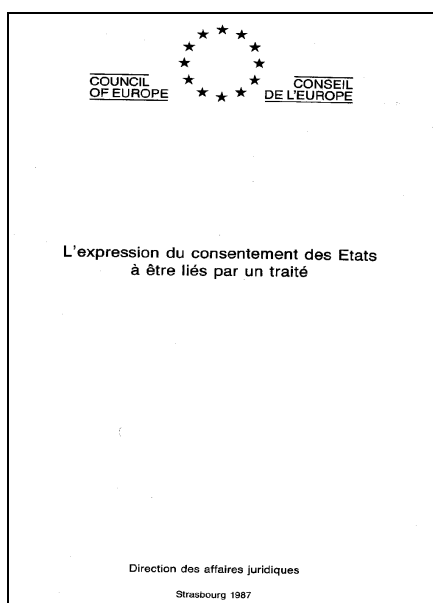 COUNCIL
OF EUROPE
CONSEIL
DE L'EUROPE
L'expression du consentement des Etats
à être liés par un traité
Direction des affaires juridiques
Strasbourg 1987